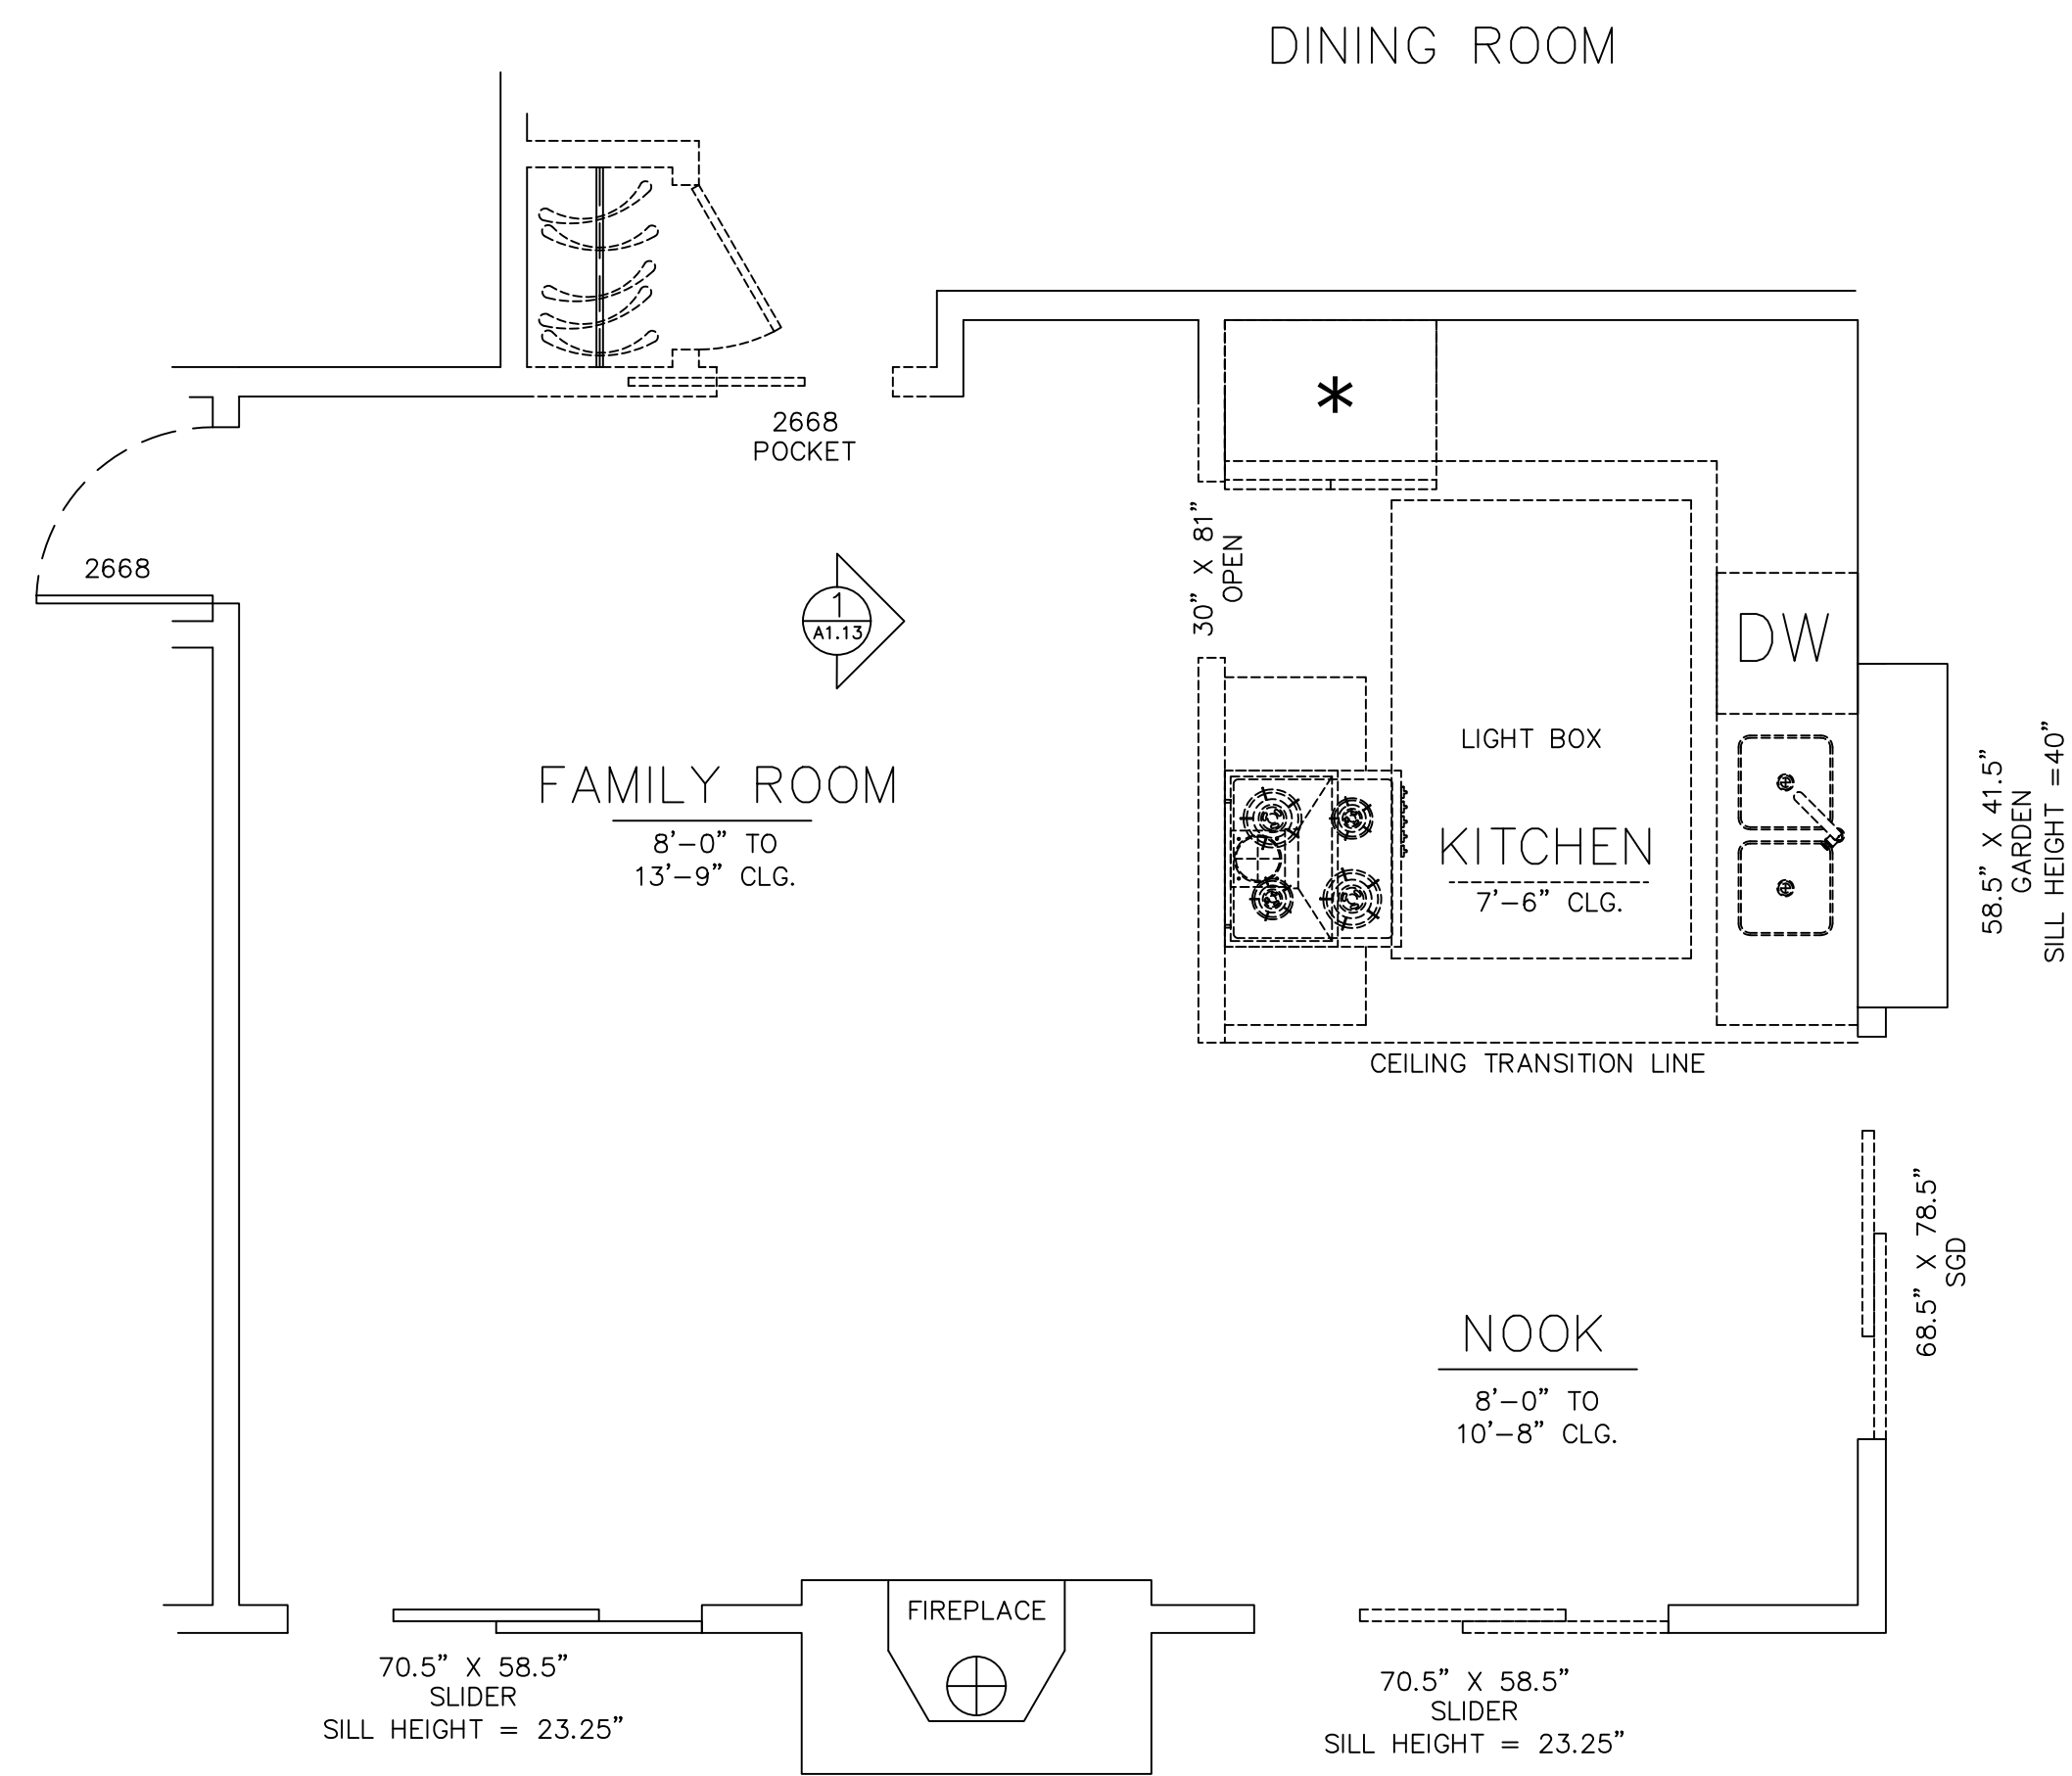 DINING ROOM
2668
POCKET
2668
30” X 81”
OPEN
1
A1.13
DW
LIGHT BOX
FAMILY ROOM
8’-0” TO
13’-9” CLG.
KITCHEN
7’-6” CLG.
58.5” X 41.5”
GARDEN
SILL HEIGHT =40”
CEILING TRANSITION LINE
68.5” X 78.5”
SGD
NOOK
8’-0” TO
10’-8” CLG.
FIREPLACE
70.5” X 58.5”
SLIDER
SILL HEIGHT = 23.25”
70.5” X 58.5”
SLIDER
SILL HEIGHT = 23.25”